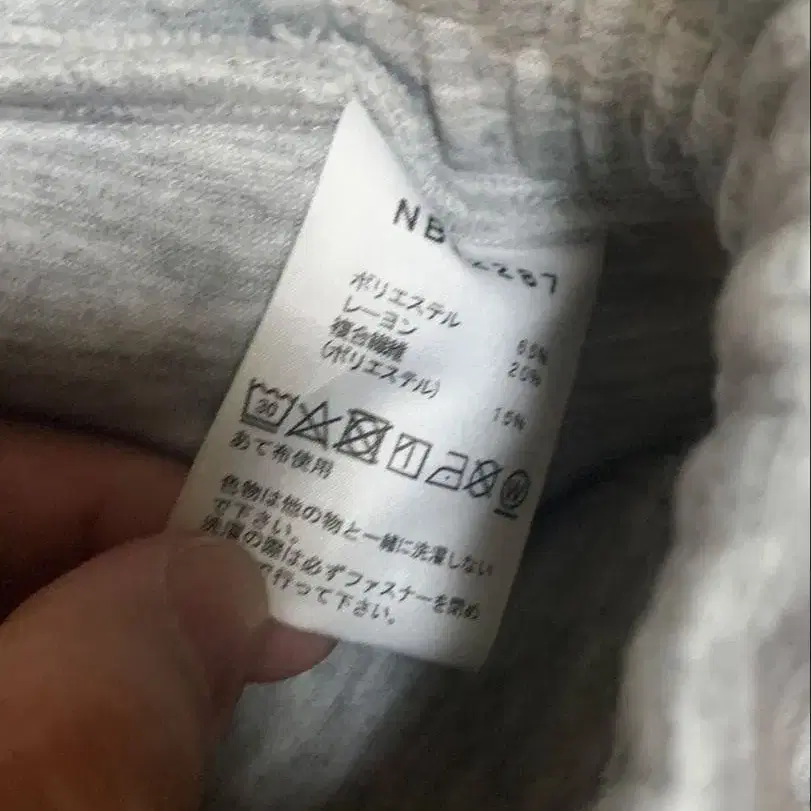 NB 2287
ポリエステル 65%
レーヨン 20%
複合繊維
(ポリエステル) 15%
30 W
あて布使用
色物は他の物と一緒に洗濯しない
で下さい。
洗濯の際は必ずファスナーを閉め
て行って下さい。